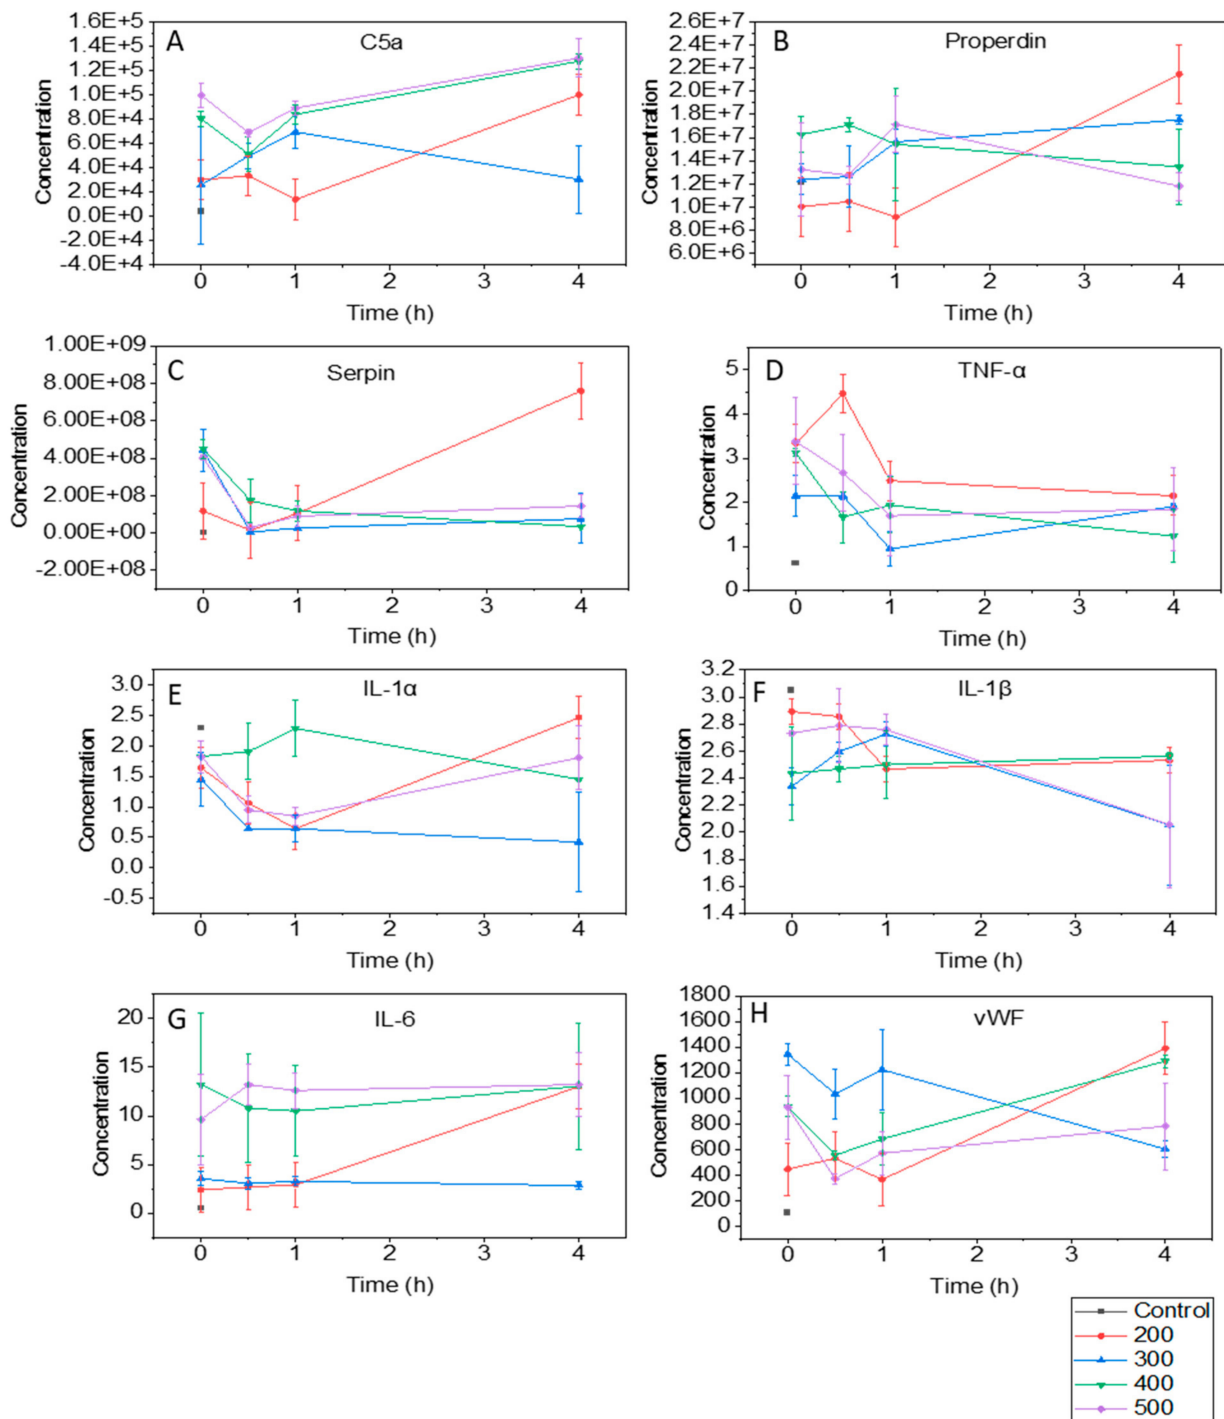 A
C5a
Concentration
1.6E+5
1.4E+5
1.2E+5
1.0E+5
8.0E+4
6.0E+4
4.0E+4
2.0E+4
0.0E+0
-2.0E+4
-4.0E+4
0 1 2 3 4
Time (h)
B
Properdin
Concentration
2.6E+7
2.4E+7
2.2E+7
2.0E+7
1.8E+7
1.6E+7
1.4E+7
1.2E+7
1.0E+7
8.0E+6
6.0E+6
0 1 2 3 4
Time (h)
C
Serpin
Concentration
1.00E+09
8.00E+08
6.00E+08
4.00E+08
2.00E+08
0.00E+00
-2.00E+08
0 1 2 3 4
Time (h)
D
TNF-α
Concentration
5
4
3
2
1
0
0 1 2 3 4
Time (h)
E
IL-1α
Concentration
3.0
2.5
2.0
1.5
1.0
0.5
0.0
-0.5
0 1 2 3 4
Time (h)
F
IL-1β
Concentration
3.2
3.0
2.8
2.6
2.4
2.2
2.0
1.8
1.6
1.4
0 1 2 3 4
Time (h)
G
IL-6
Concentration
20
15
10
5
0
0 1 2 3 4
Time (h)
H
vWF
Concentration
1800
1600
1400
1200
1000
800
600
400
200
0
0 1 2 3 4
Time (h)
Control
200
300
400
500